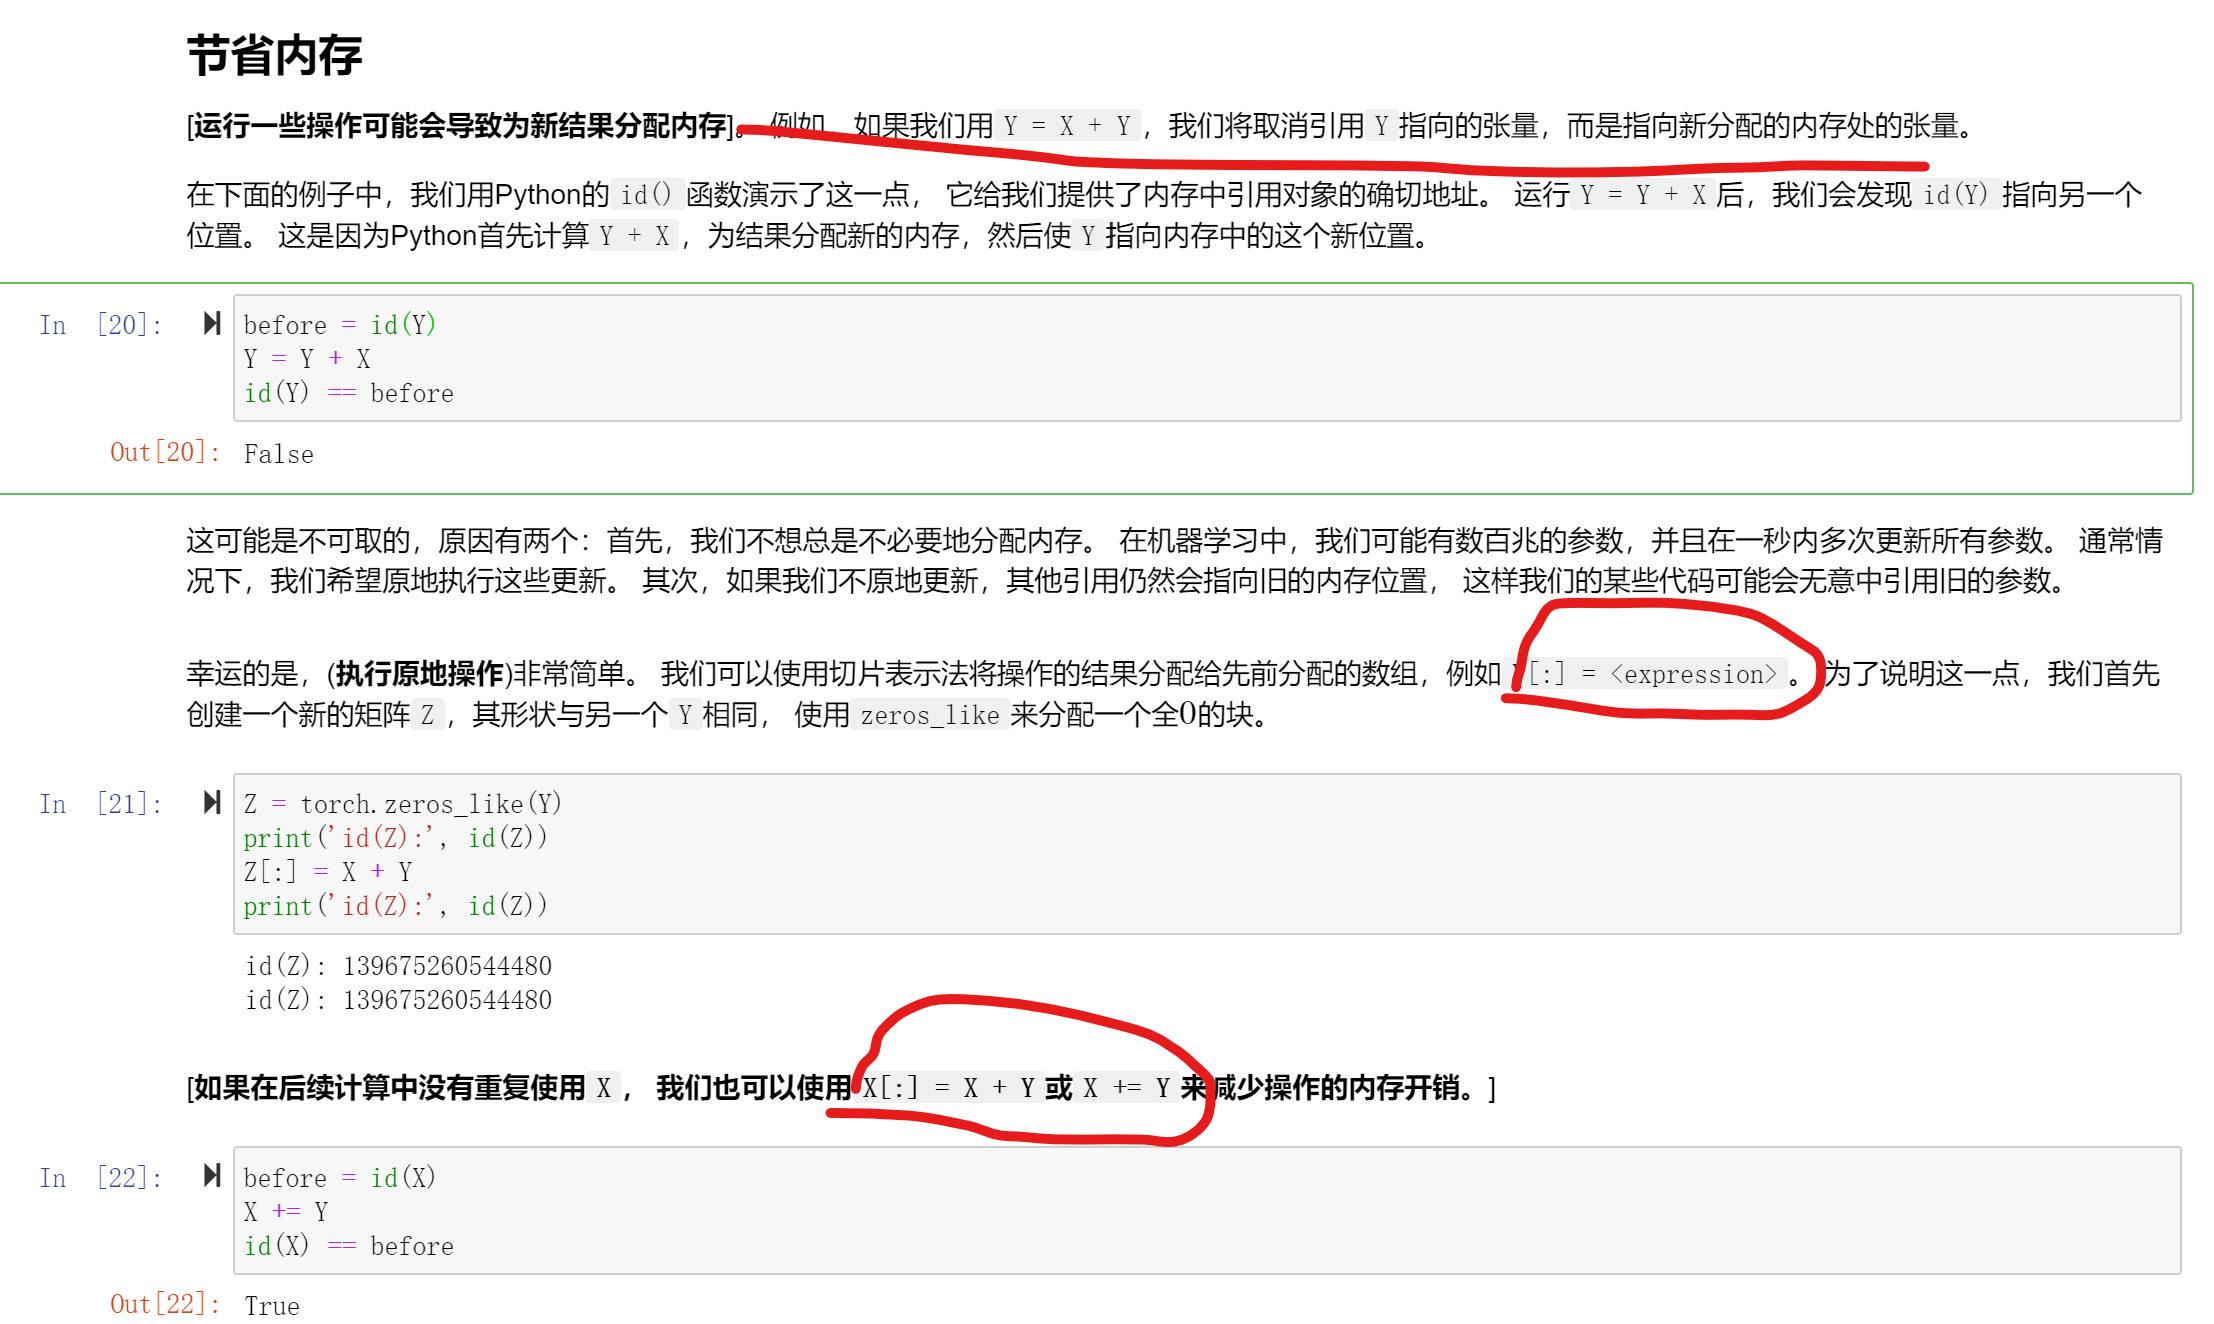 节省内存
[运行一些操作可能会导致为新结果分配内存]。 例如，如果我们用 Y = X + Y，我们将取消引用 Y 指向的张量，而是指向新分配的内存处的张量。
在下面的例子中，我们用Python的 id() 函数演示了这一点， 它给我们提供了内存中引用对象的确切地址。 运行 Y = Y + X 后，我们会发现 id(Y) 指向另一个
位置。 这是因为Python首先计算 Y + X，为结果分配新的内存，然后使 Y 指向内存中的这个新位置。
In [20]: before = id(Y)
Y = Y + X
id(Y) == before
Out[20]: False
这可能是不可取的，原因有两个：首先，我们不想总是不必要地分配内存。 在机器学习中，我们可能有数百兆的参数，并且在一秒内多次更新所有参数。 通常情
况下，我们希望原地执行这些更新。 其次，如果我们不原地更新，其他引用仍然会指向旧的内存位置， 这样我们的某些代码可能会无意中引用旧的参数。
幸运的是，(执行原地操作)非常简单。 我们可以使用切片表示法将操作的结果分配给先前分配的数组，例如 [:] = <expression>。 为了说明这一点，我们首先
创建一个新的矩阵 Z，其形状与另一个 Y 相同， 使用 zeros_like 来分配一个全0的块。
In [21]: Z = torch.zeros_like(Y)
print('id(Z):', id(Z))
Z[:] = X + Y
print('id(Z):', id(Z))
id(Z): 139675260544480
id(Z): 139675260544480
[如果在后续计算中没有重复使用 X， 我们也可以使用 X[:] = X + Y 或 X += Y 来减少操作的内存开销。]
In [22]: before = id(X)
X += Y
id(X) == before
Out[22]: True